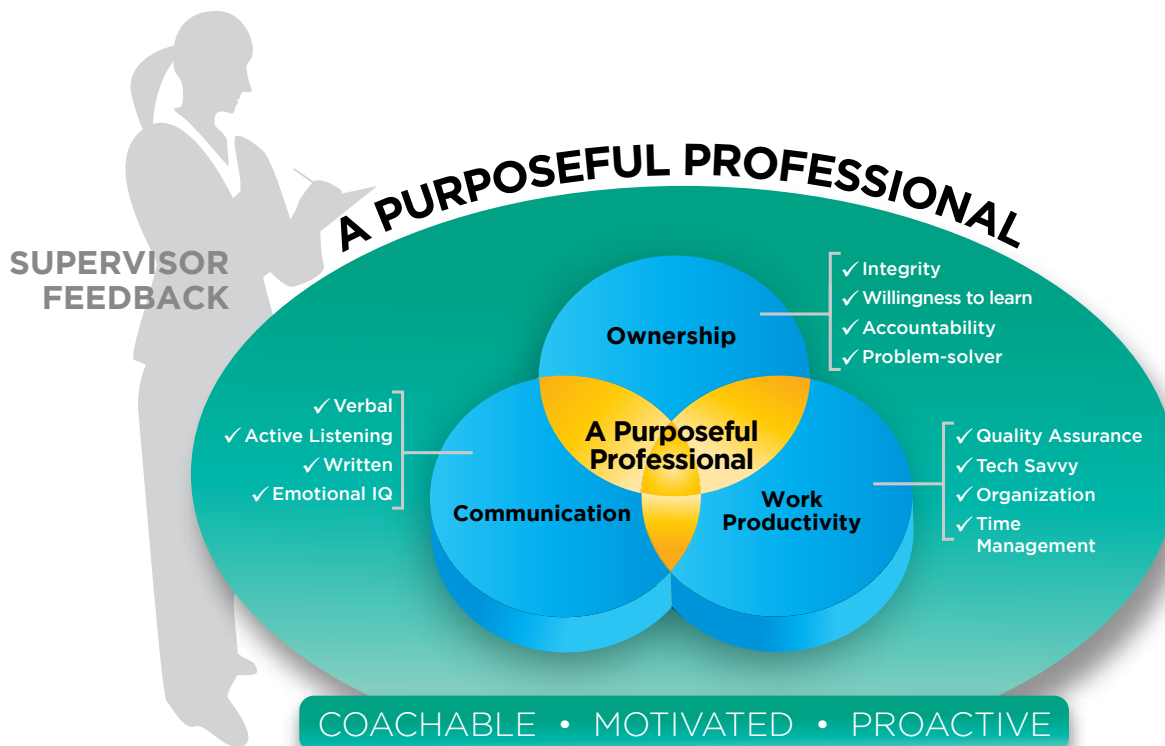 A PURPOSEFUL PROFESSIONAL
SUPERVISOR
FEEDBACK
Ownership
✓ Integrity
✓ Willingness to learn
✓ Accountability
✓ Problem-solver
✓ Verbal
✓ Active Listening
✓ Written
✓ Emotional IQ
Communication
A Purposeful
Professional
Work
Productivity
✓ Quality Assurance
✓ Tech Savvy
✓ Organization
✓ Time
Management
COACHABLE • MOTIVATED • PROACTIVE